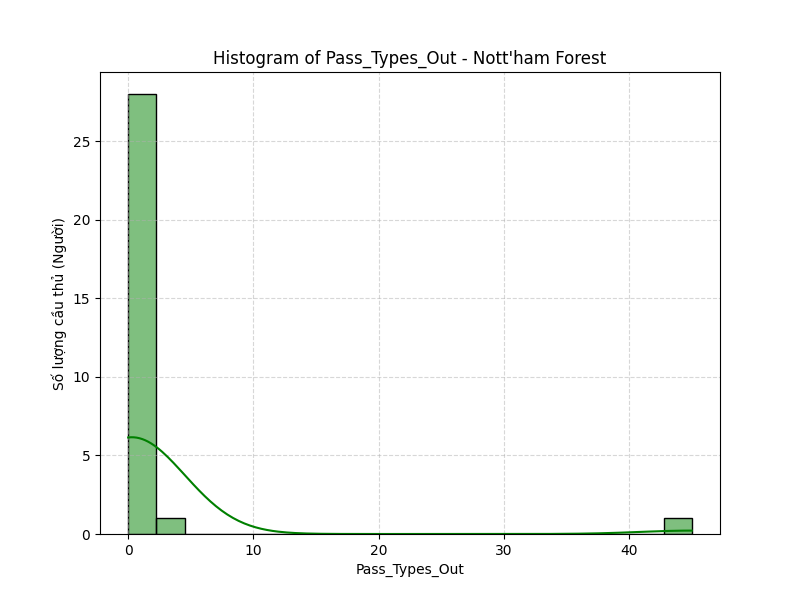 Histogram of Pass_Types_Out - Nott'ham Forest
Số lượng cầu thủ (Người)
25
20
15
10
5
0
0 10 20 30 40
Pass_Types_Out